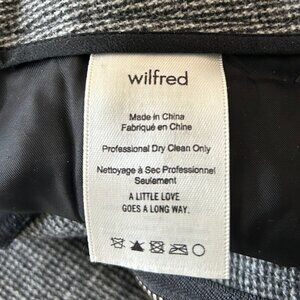 wilfred
Made in China
Fabriqué en Chine
Professional Dry Clean Only
Nettoyage à Sec Professionnel
Seulement
A LITTLE LOVE
GOES A LONG WAY.